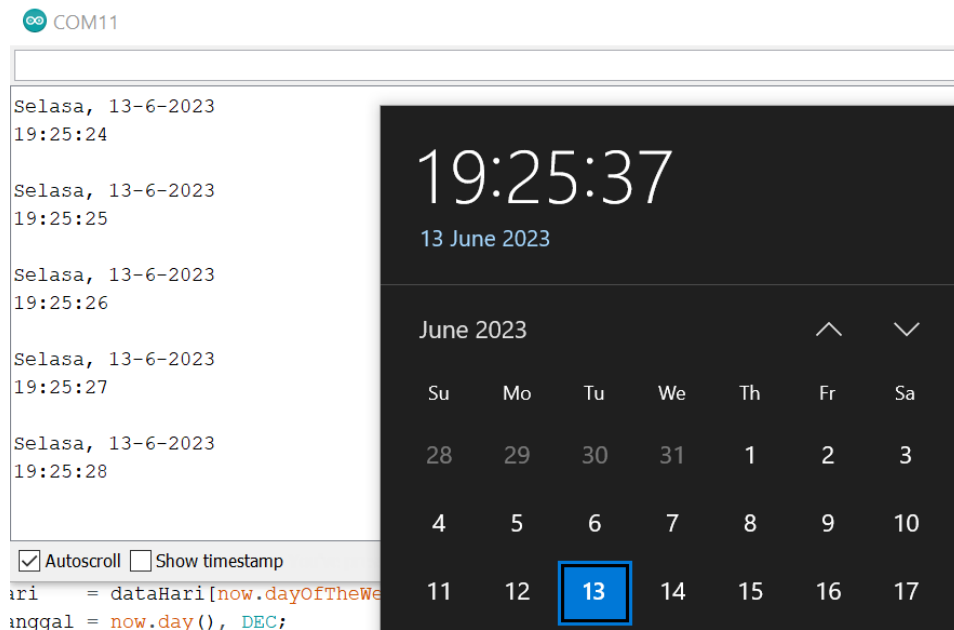 COM11
Selasa, 13-6-2023
19:25:24
Selasa, 13-6-2023
19:25:25
Selasa, 13-6-2023
19:25:26
Selasa, 13-6-2023
19:25:27
Selasa, 13-6-2023
19:25:28
Autoscroll Show timestamp
ari = dataHari[now.dayOfTheWe
anggal = now.day(), DEC;
19:25:37
13 June 2023
June 2023
Su Mo Tu We Th Fr Sa
28 29 30 31 1 2 3
4 5 6 7 8 9 10
11 12 13 14 15 16 17